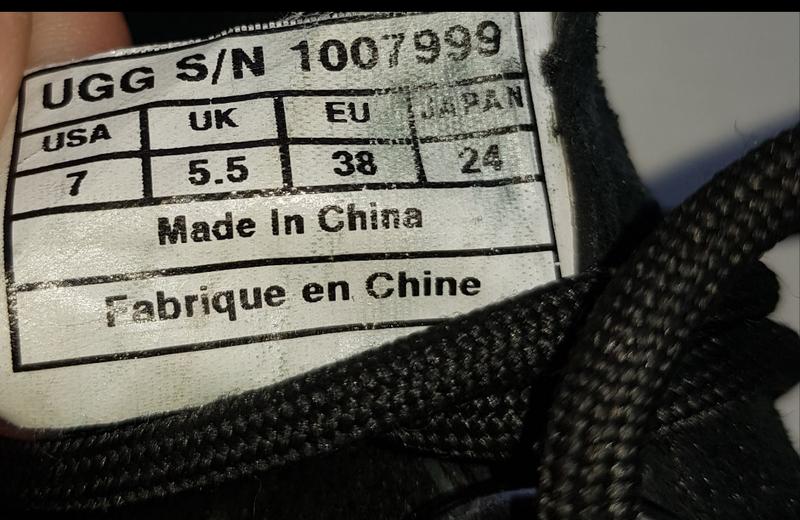 UGG S/N 1007999
USA UK EU JAPAN
7 5.5 38 24
Made In China
Fabrique en Chine